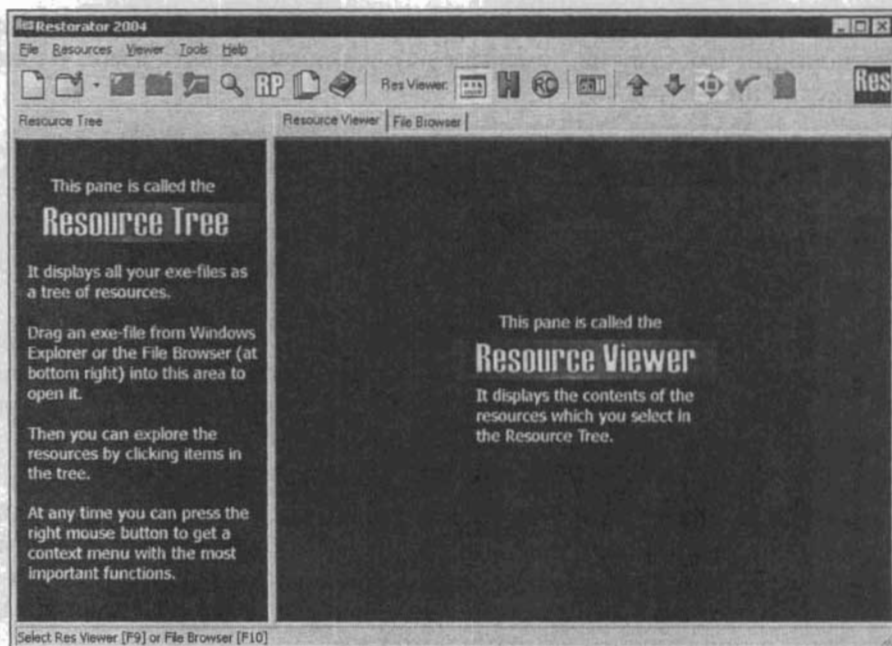 Res Restorator 2004
File Resources Viewer Tools Help
RP Res Viewer: RC Res
Resource Tree
Resource Viewer File Browser
This pane is called the
Resource Tree
It displays all your exe-files as
a tree of resources.
Drag an exe-file from Windows
Explorer or the File Browser (at
bottom right) into this area to
open it.
Then you can explore the
resources by clicking items in
the tree.
At any time you can press the
right mouse button to get a
context menu with the most
important functions.
This pane is called the
Resource Viewer
It displays the contents of the
resources which you select in
the Resource Tree.
Select Res Viewer [F9] or File Browser [F10]